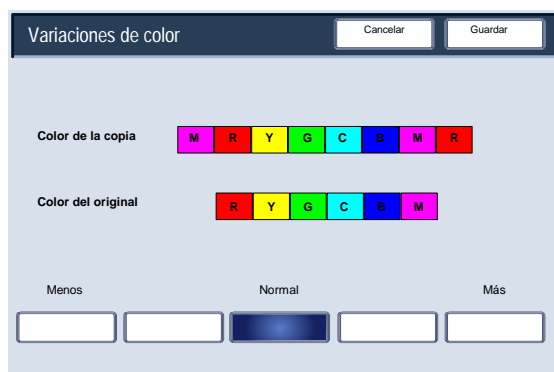 Variaciones de color Cancelar Guardar
Color de la copia M R Y G C B M R
Color del original R Y G C B M
Menos Normal Más